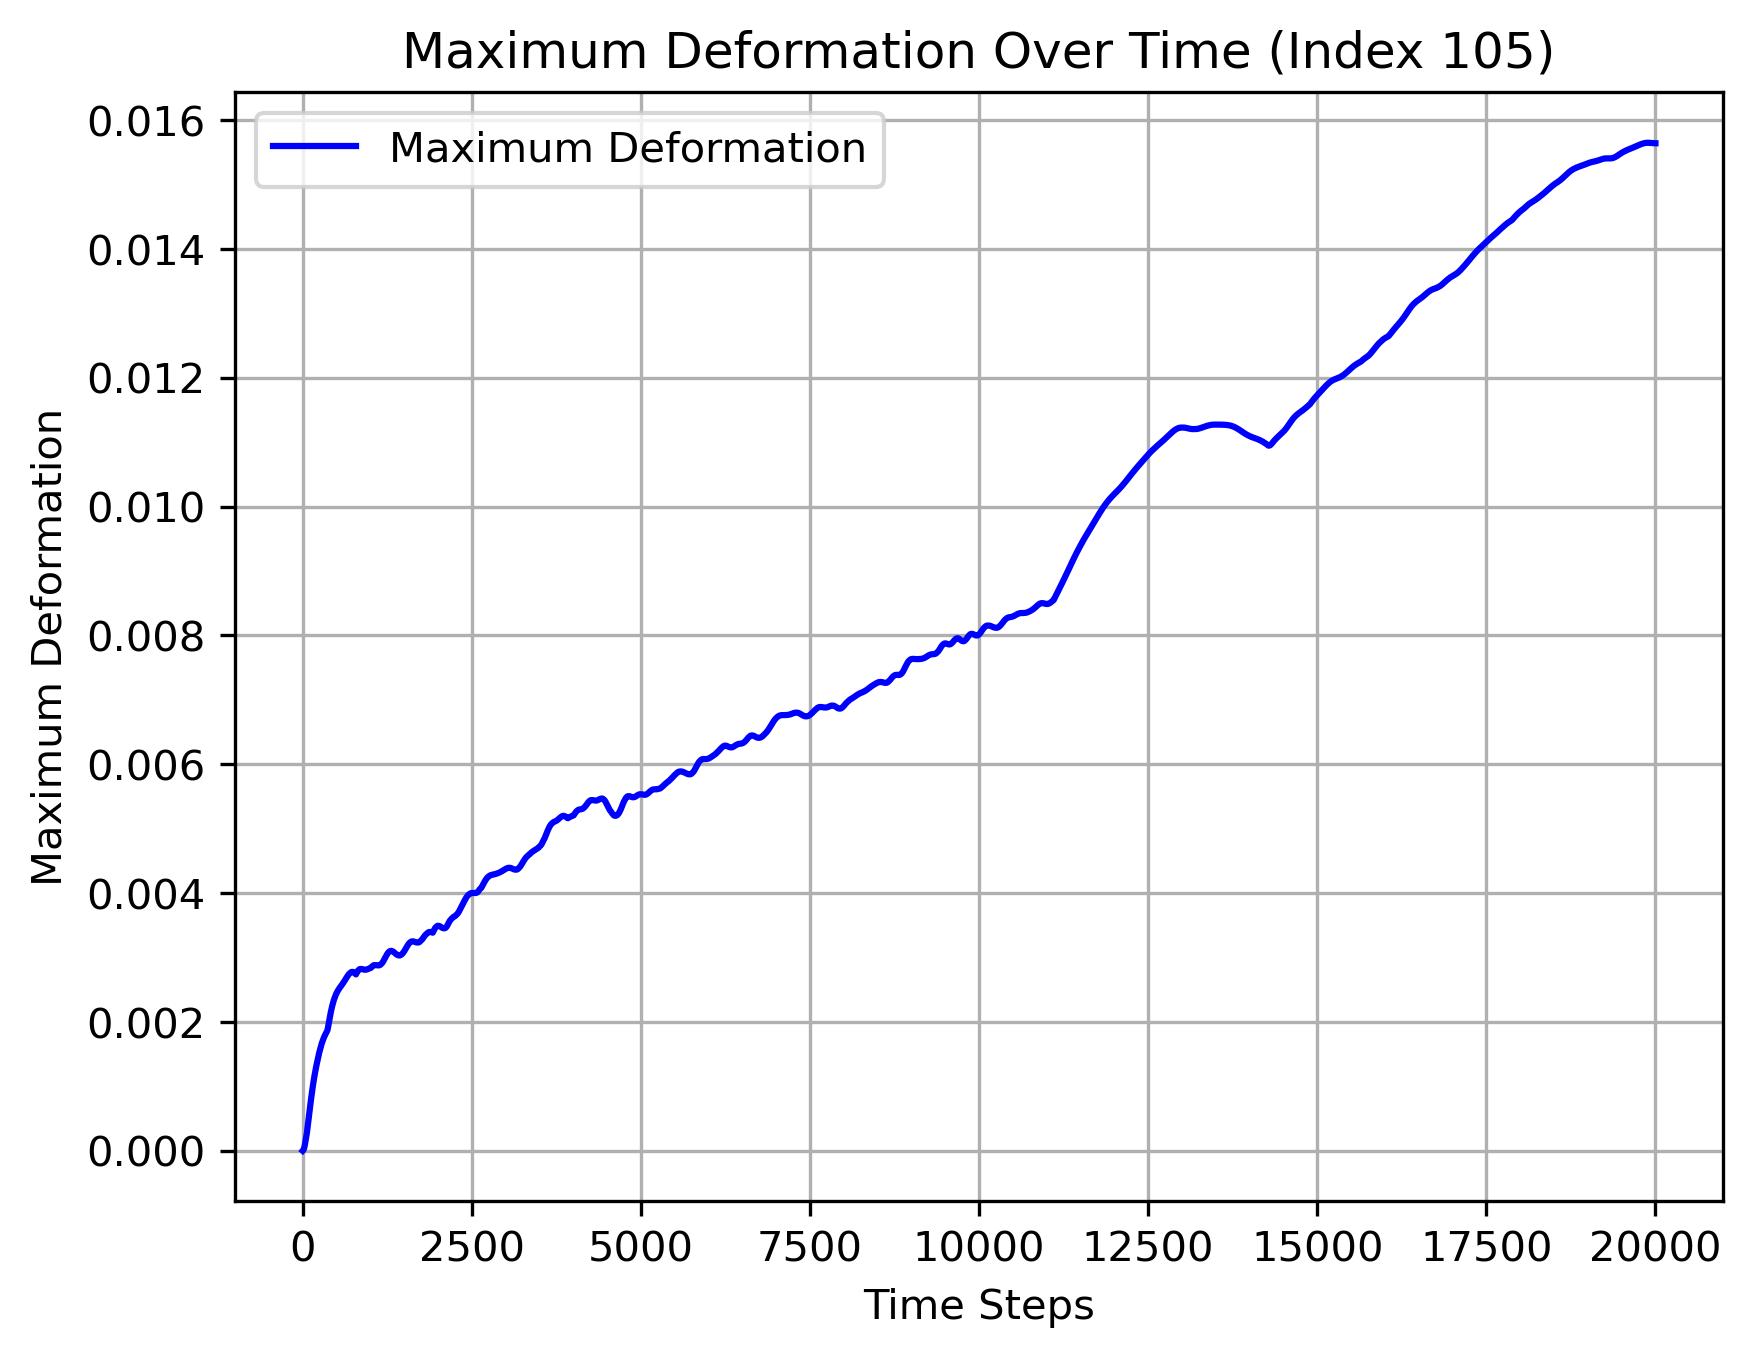 Maximum Deformation Over Time (Index 105)
Maximum Deformation
Maximum Deformation
0.016
0.014
0.012
0.010
0.008
0.006
0.004
0.002
0.000
0 2500 5000 7500 10000 12500 15000 17500 20000
Time Steps